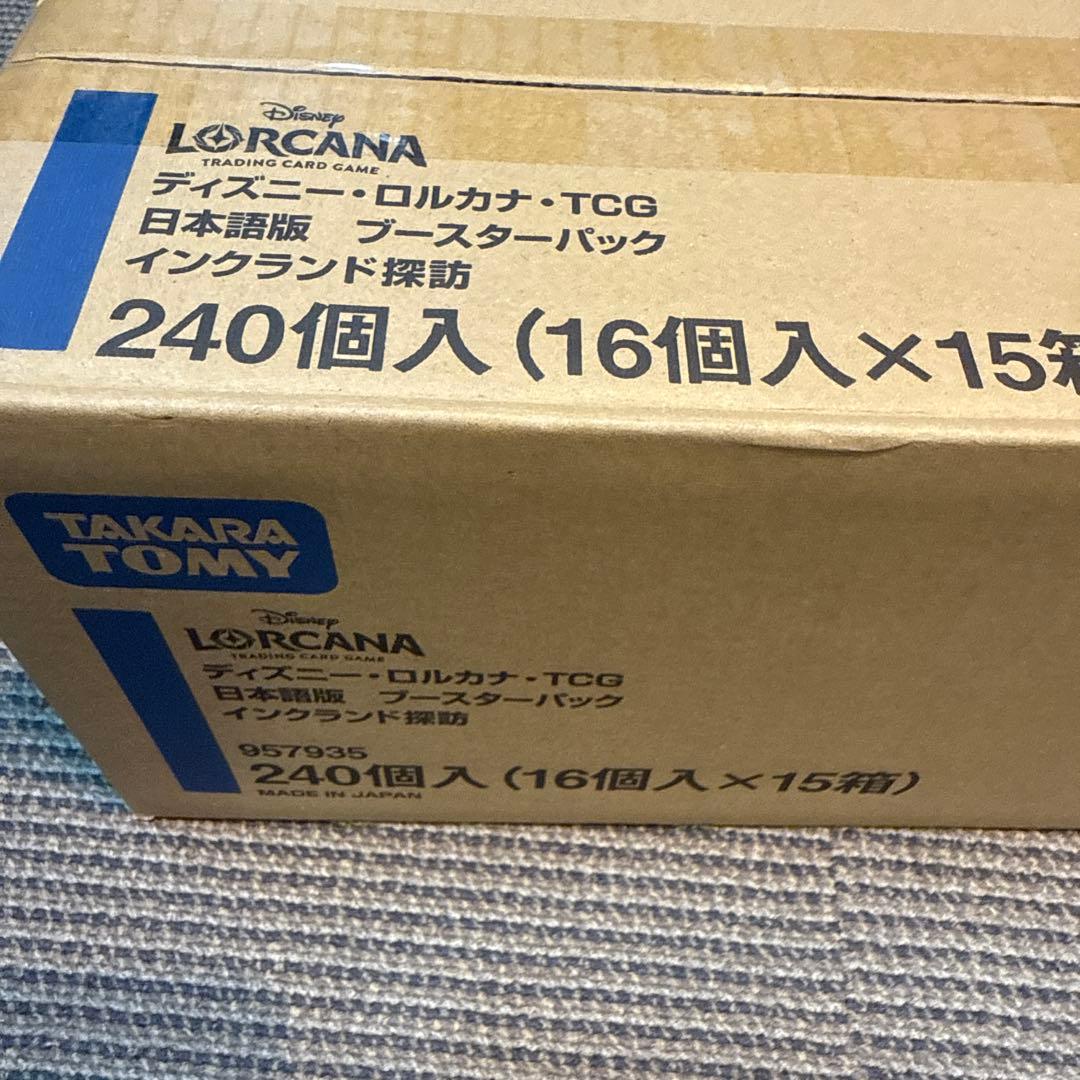 Disney
LORCANA
TRADING CARD GAME
ディズニー・ロルカナ・TCG
日本語版　ブースターパック
インクランド探訪
240個入（16個入×15箱
TAKARA
TOMY
Disney
LORCANA
TRADING CARD GAME
ディズニー・ロルカナ・TCG
日本語版　ブースターパック
インクランド探訪
957935
240個入（16個入×15箱）
MADE IN JAPAN